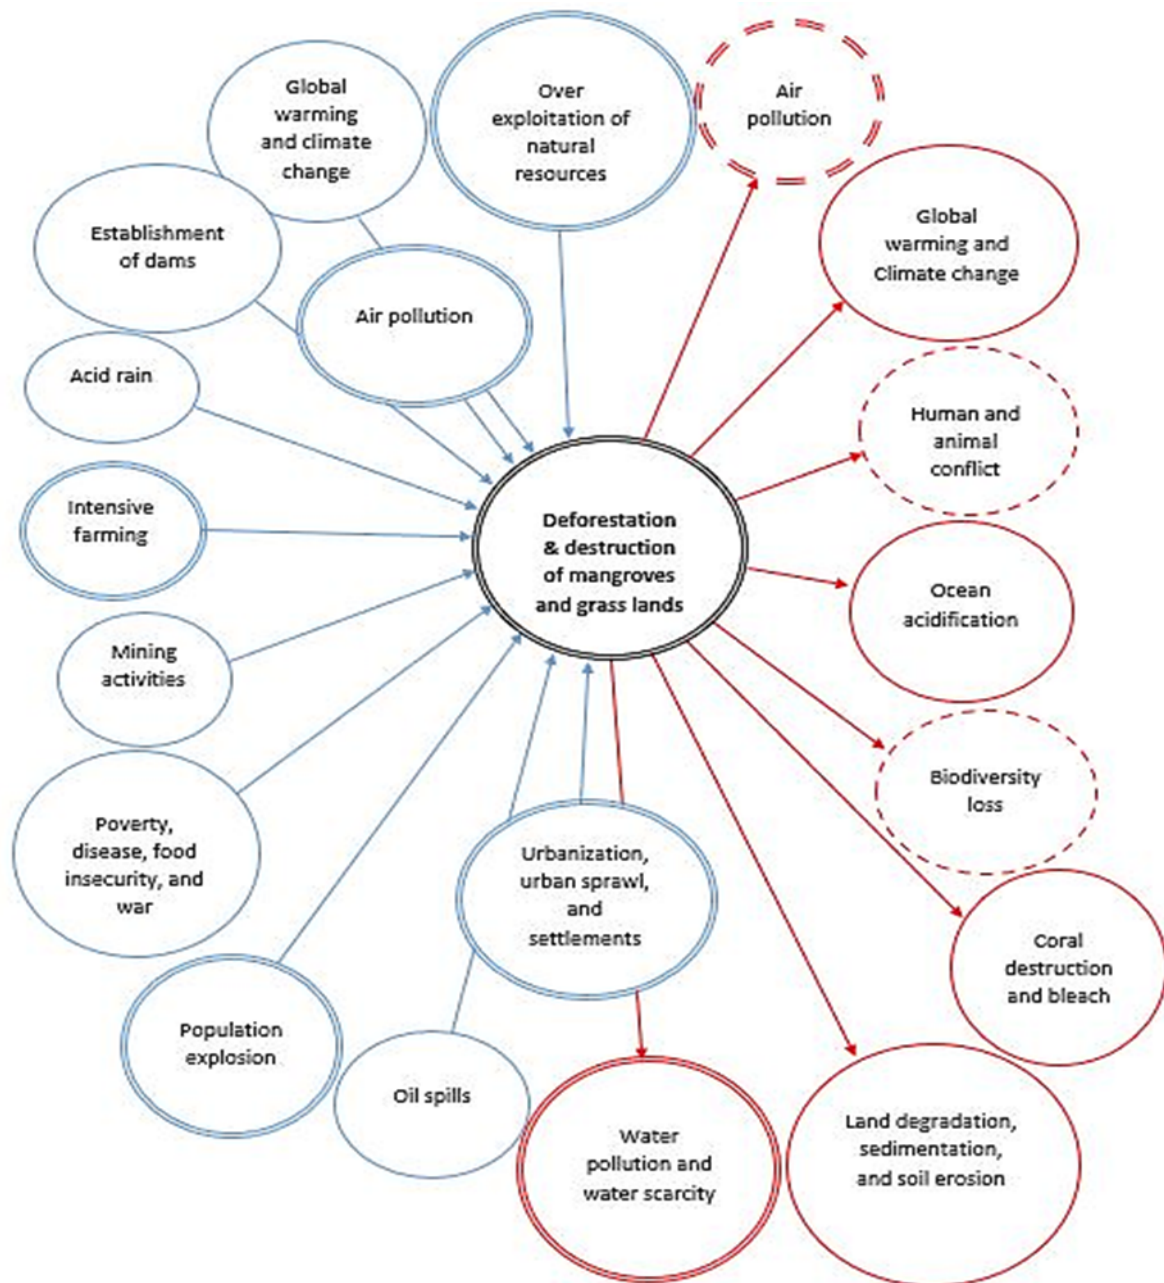 Global
warming
and climate
change
Over
exploitation of
natural
resources
Air
pollution
Establishment
of dams
Global
warming and
Climate change
Air pollution
Acid rain
Human and
animal
conflict
Intensive
farming
Deforestation
& destruction
of mangroves
and grass lands
Ocean
acidification
Mining
activities
Biodiversity
loss
Poverty,
disease, food
insecurity, and
war
Urbanization,
urban sprawl,
and
settlements
Coral
destruction
and bleach
Population
explosion
Oil spills
Water
pollution and
water scarcity
Land degradation,
sedimentation,
and soil erosion